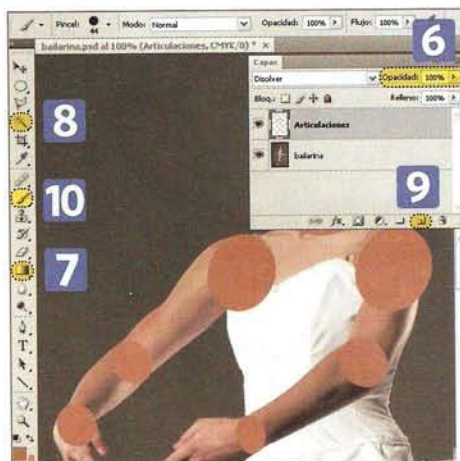 Pincel: 44 Modo: Normal Opacidad: 100% Flujo: 100%
6
bailarina.psd al 100% (Articulaciones, CMYK/8) *
Capas
Disolver Opacidad: 100%
Bloq.: Relleno: 100%
Articulaciones
bailarina
fx
8
9
10
7
T